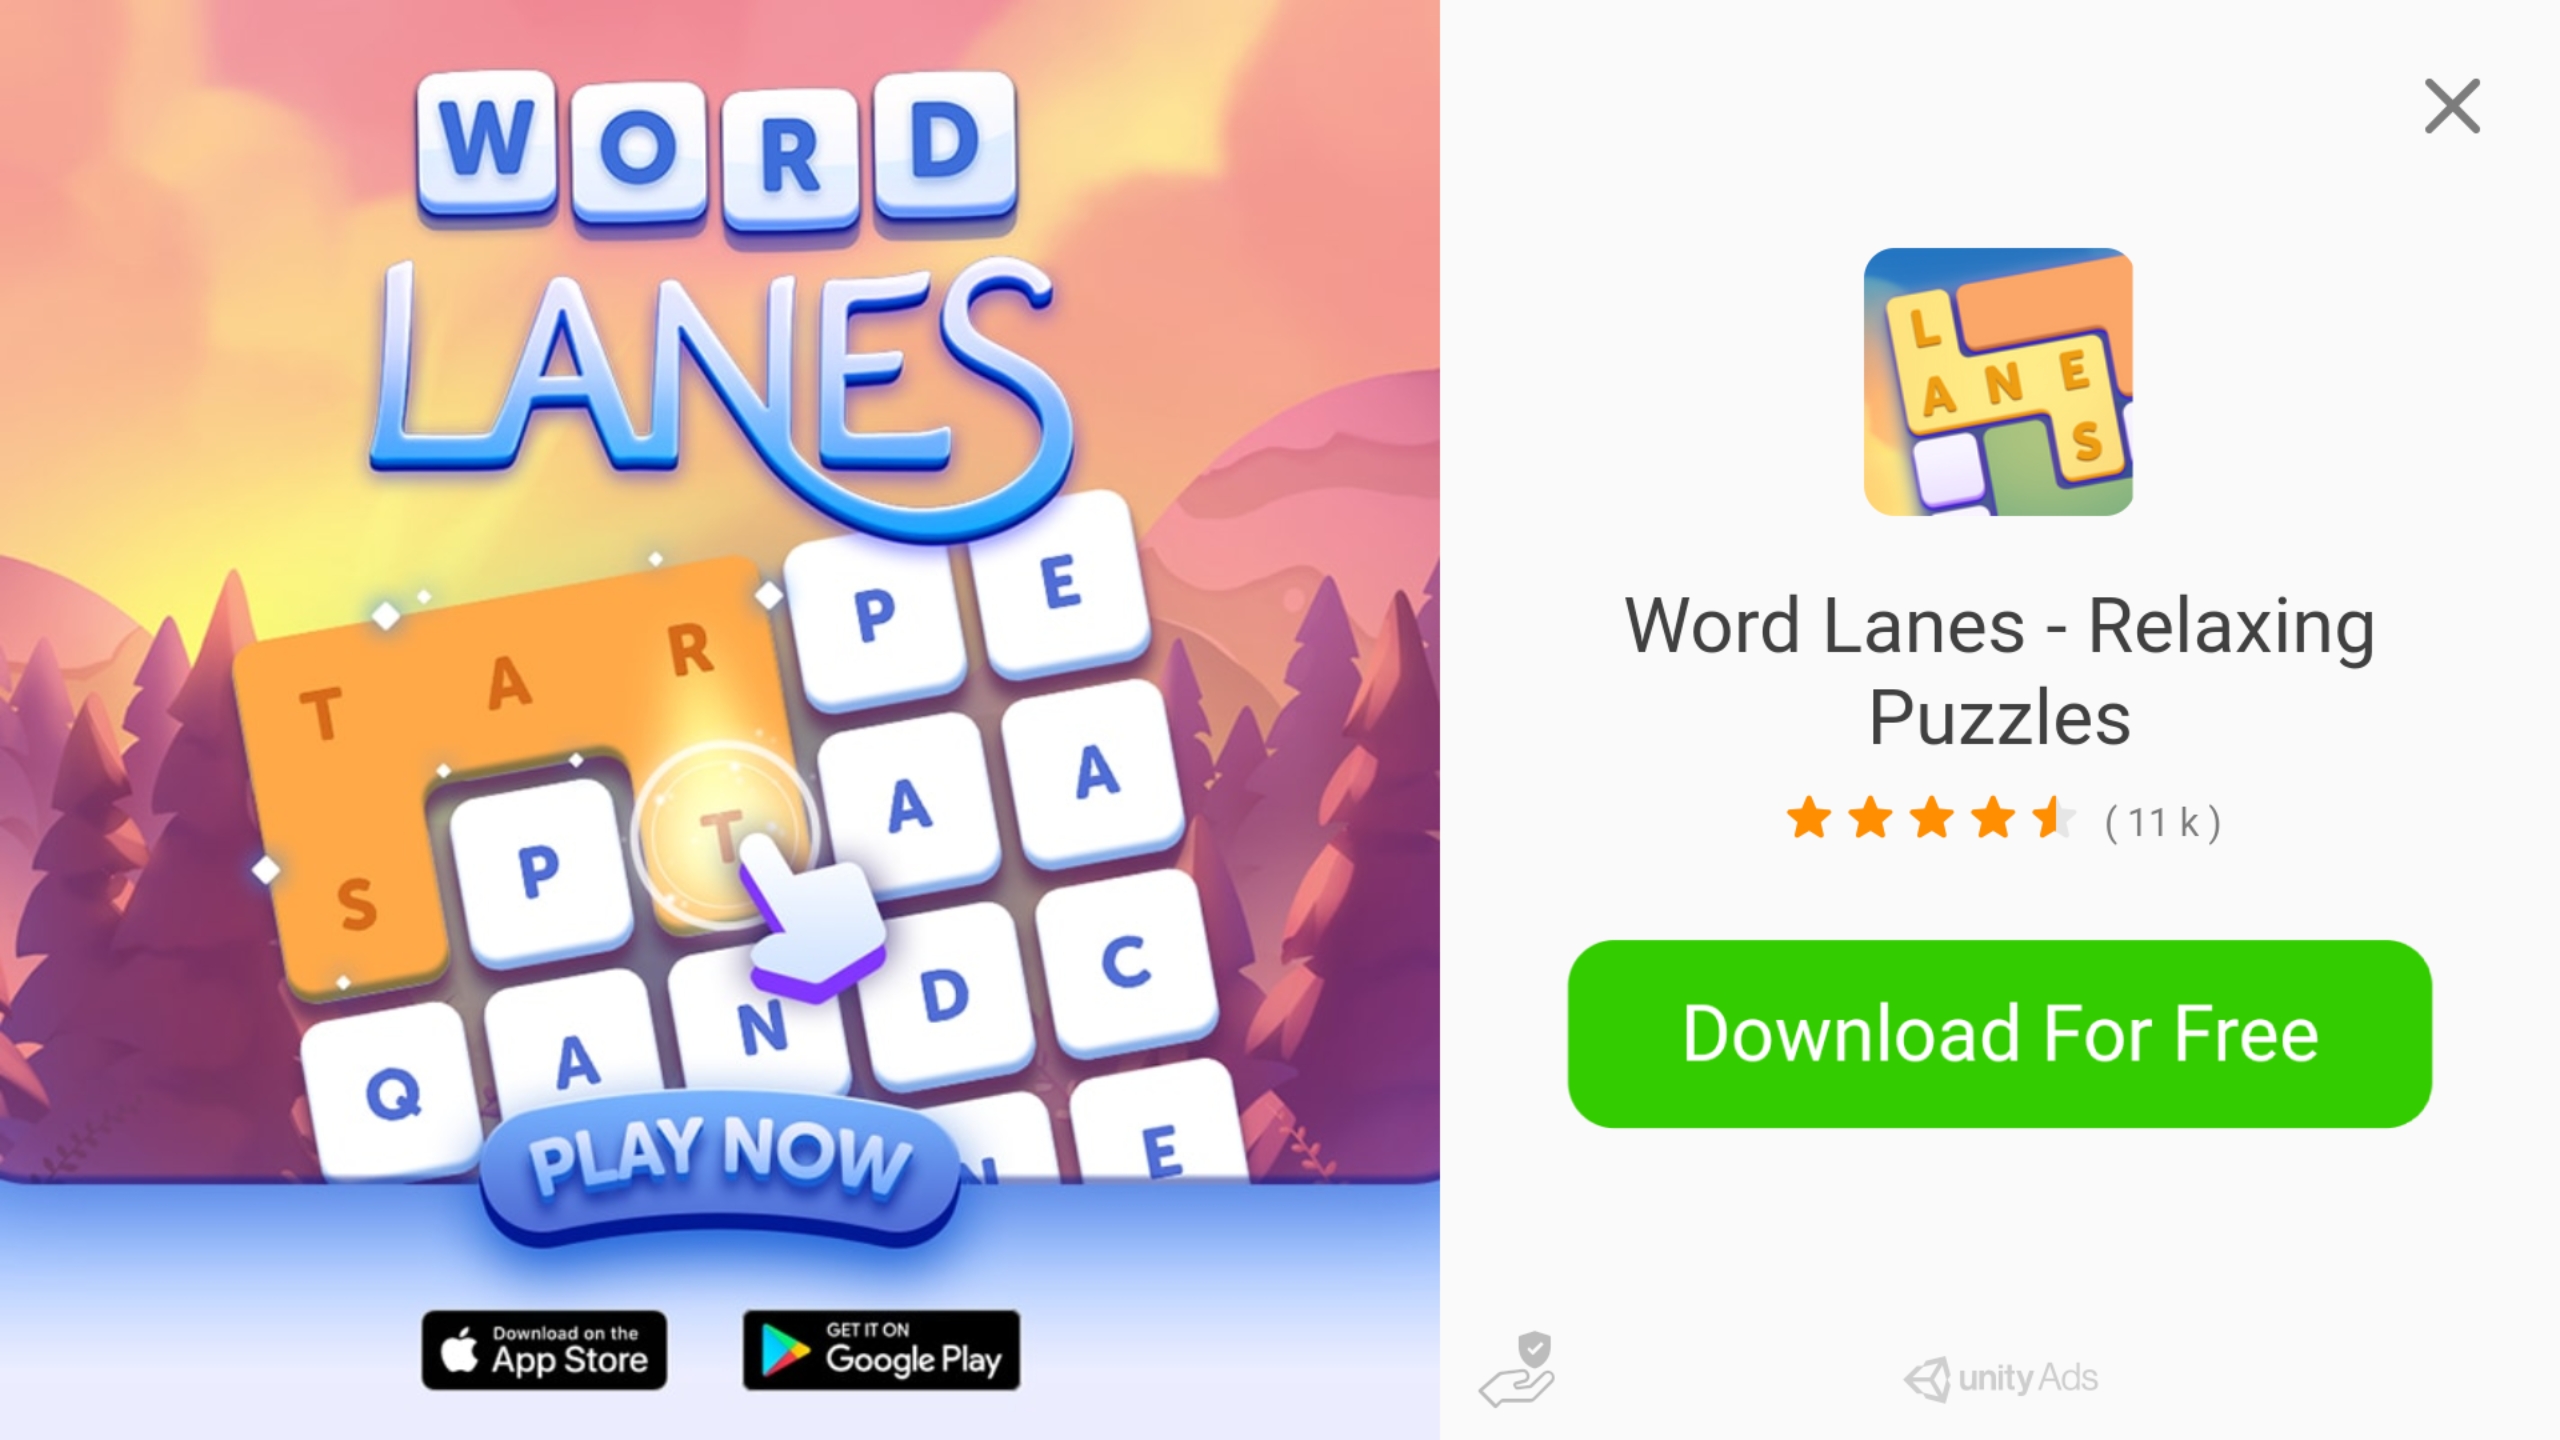 WORD
LANES
P E
T A R
A A
S P T
D C
Q A N
N E
PLAY NOW
Download on the
App Store
GET IT ON
Google Play
L
A N E
S
Word Lanes - Relaxing
Puzzles
( 11 k )
Download For Free
unity Ads